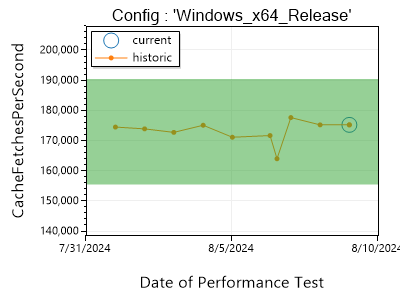 Config : 'Windows_x64_Release'
current
historic
200,000
190,000
180,000
170,000
160,000
150,000
140,000
CacheFetchesPerSecond
7/31/2024
8/5/2024
8/10/2024
Date of Performance Test